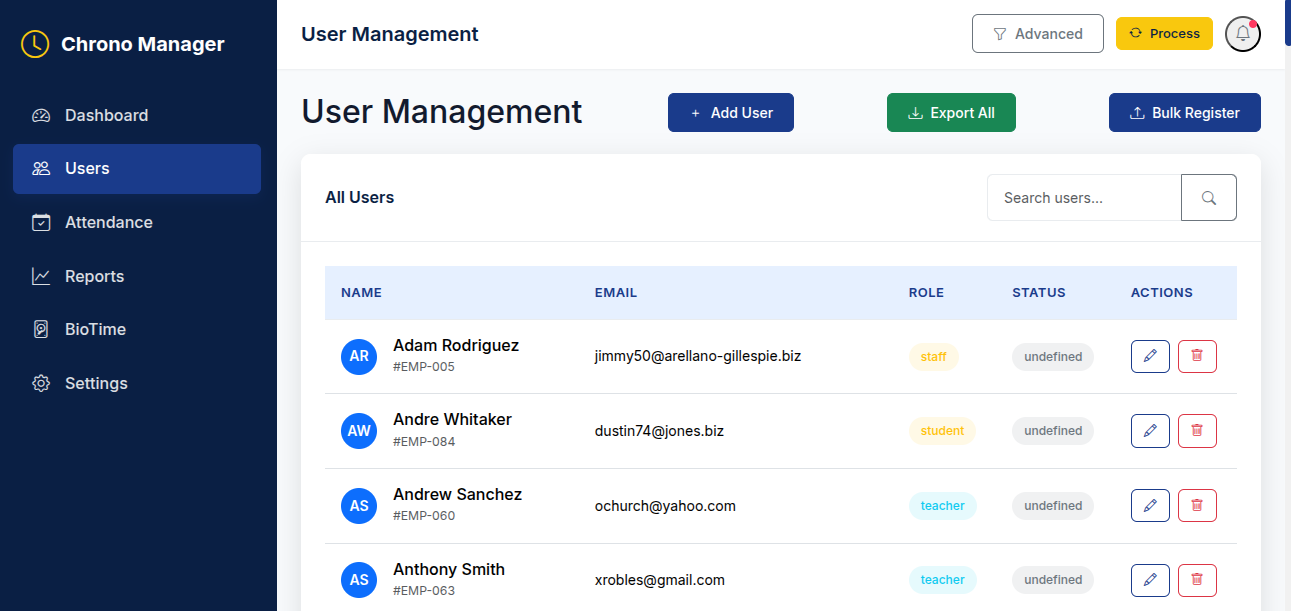 Chrono Manager
User Management
Advanced
Process
Dashboard
Users
Attendance
Reports
BioTime
Settings
User Management
+ Add User
Export All
Bulk Register
All Users
Search users...
NAME EMAIL ROLE STATUS ACTIONS
AR Adam Rodriguez jimmy50@arellano-gillespie.biz staff undefined
#EMP-005
AW Andre Whitaker dustin74@jones.biz student undefined
#EMP-084
AS Andrew Sanchez ochurch@yahoo.com teacher undefined
#EMP-060
AS Anthony Smith xrobles@gmail.com teacher undefined
#EMP-063